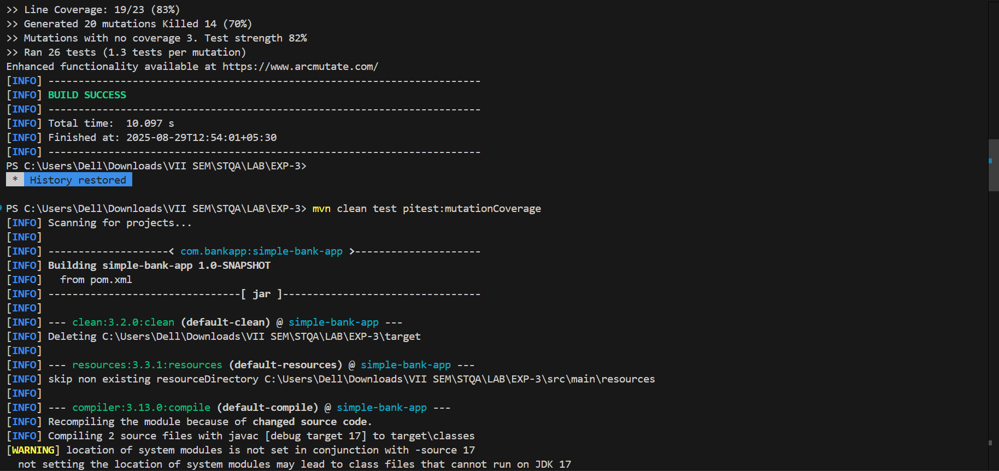 >> Line Coverage: 19/23 (83%)
>> Generated 20 mutations Killed 14 (70%)
>> Mutations with no coverage 3. Test strength 82%
>> Ran 26 tests (1.3 tests per mutation)
Enhanced functionality available at https://www.arcmutate.com/
[INFO] ------------------------------------------------------------------------
[INFO] BUILD SUCCESS
[INFO] ------------------------------------------------------------------------
[INFO] Total time:  10.097 s
[INFO] Finished at: 2025-08-29T12:54:01+05:30
[INFO] ------------------------------------------------------------------------
PS C:\Users\Dell\Downloads\VII SEM\STQA\LAB\EXP-3>
 *  History restored
PS C:\Users\Dell\Downloads\VII SEM\STQA\LAB\EXP-3> mvn clean test pitest:mutationCoverage
[INFO] Scanning for projects...
[INFO]
[INFO] --------------------< com.bankapp:simple-bank-app >---------------------
[INFO] Building simple-bank-app 1.0-SNAPSHOT
[INFO]   from pom.xml
[INFO] --------------------------------[ jar ]---------------------------------
[INFO]
[INFO] --- clean:3.2.0:clean (default-clean) @ simple-bank-app ---
[INFO] Deleting C:\Users\Dell\Downloads\VII SEM\STQA\LAB\EXP-3\target
[INFO]
[INFO] --- resources:3.3.1:resources (default-resources) @ simple-bank-app ---
[INFO] skip non existing resourceDirectory C:\Users\Dell\Downloads\VII SEM\STQA\LAB\EXP-3\src\main\resources
[INFO]
[INFO] --- compiler:3.13.0:compile (default-compile) @ simple-bank-app ---
[INFO] Recompiling the module because of changed source code.
[INFO] Compiling 2 source files with javac [debug target 17] to target\classes
[WARNING] location of system modules is not set in conjunction with -source 17
  not setting the location of system modules may lead to class files that cannot run on JDK 17